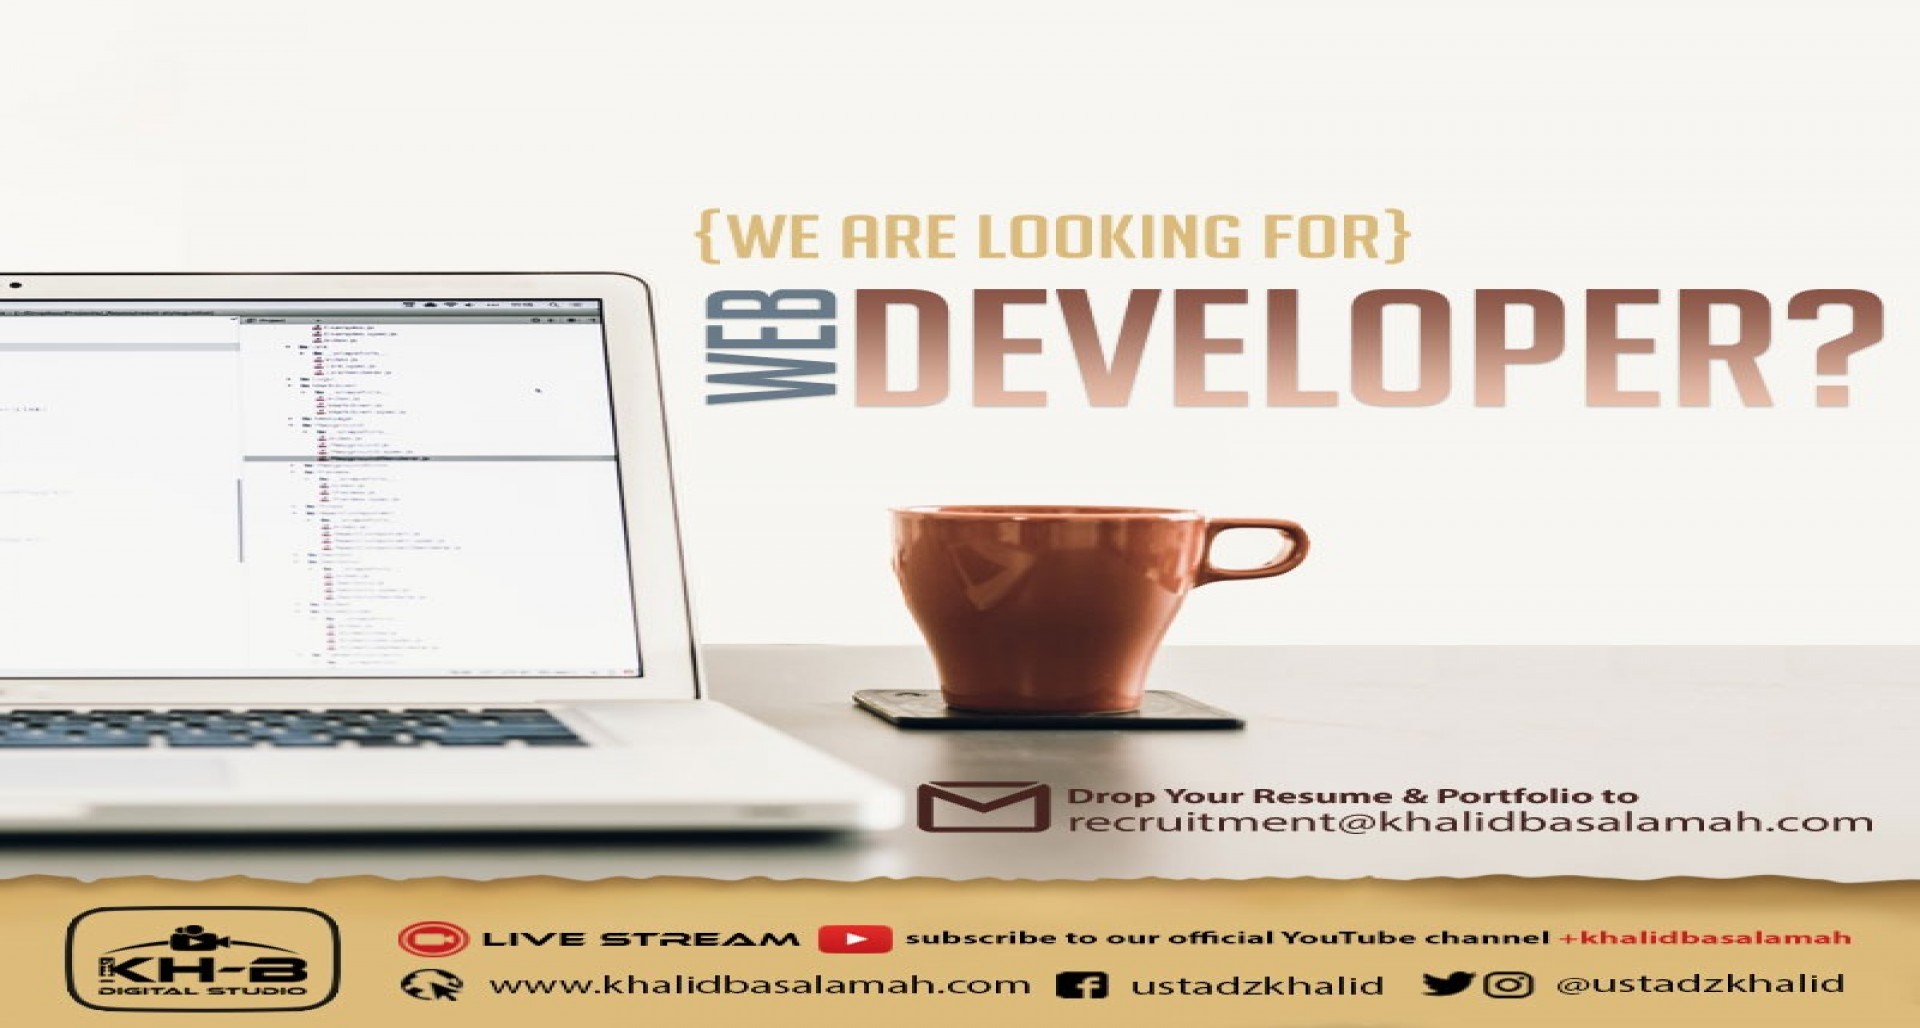 {WE ARE LOOKING FOR}
WEB DEVELOPER?
Drop Your Resume & Portfolio to
recruitment@khalidbasalamah.com
KH-B
DIGITAL STUDIO
LIVE STREAM subscribe to our official YouTube channel +khalidbasalamah
www.khalidbasalamah.com ustadzkhalid @ustadzkhalid